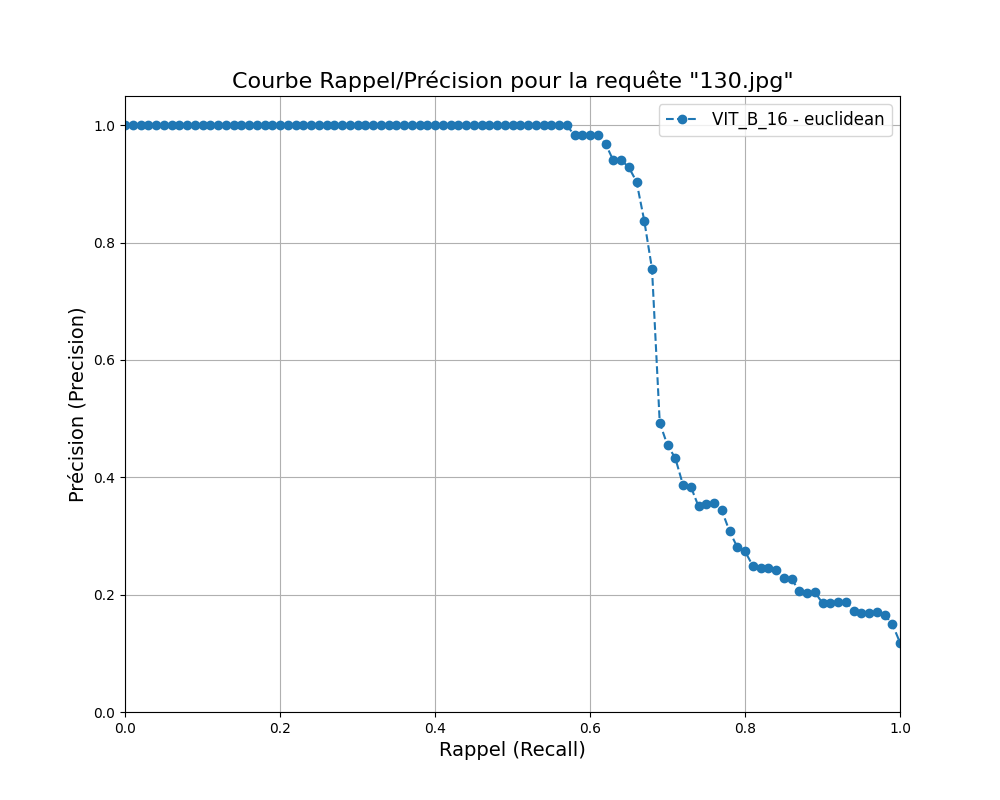 Courbe Rappel/Précision pour la requête "130.jpg"
VIT_B_16 - euclidean
1.0
0.8
0.6
0.4
0.2
0.0
Précision (Precision)
0.0 0.2 0.4 0.6 0.8 1.0
Rappel (Recall)